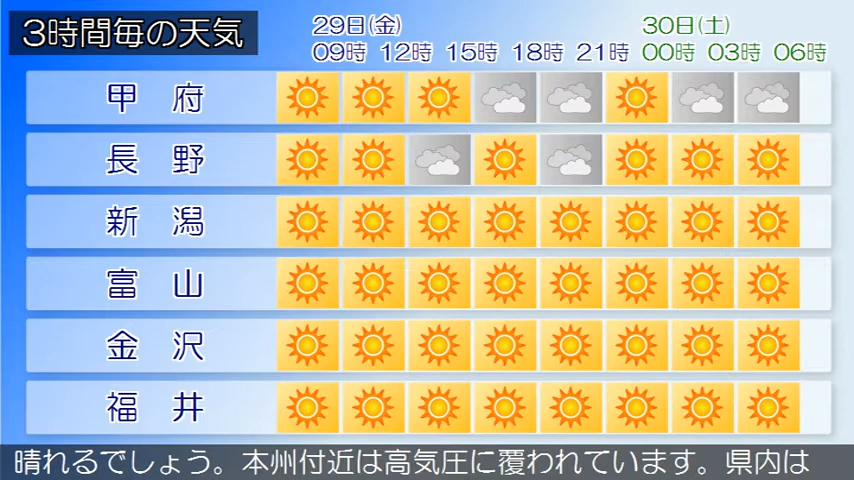 3時間毎の天気
29日(金) 30日(土)
09時 12時 15時 18時 21時 00時 03時 06時
甲府
長野
新潟
富山
金沢
福井
晴れるでしょう。本州付近は高気圧に覆われています。県内は